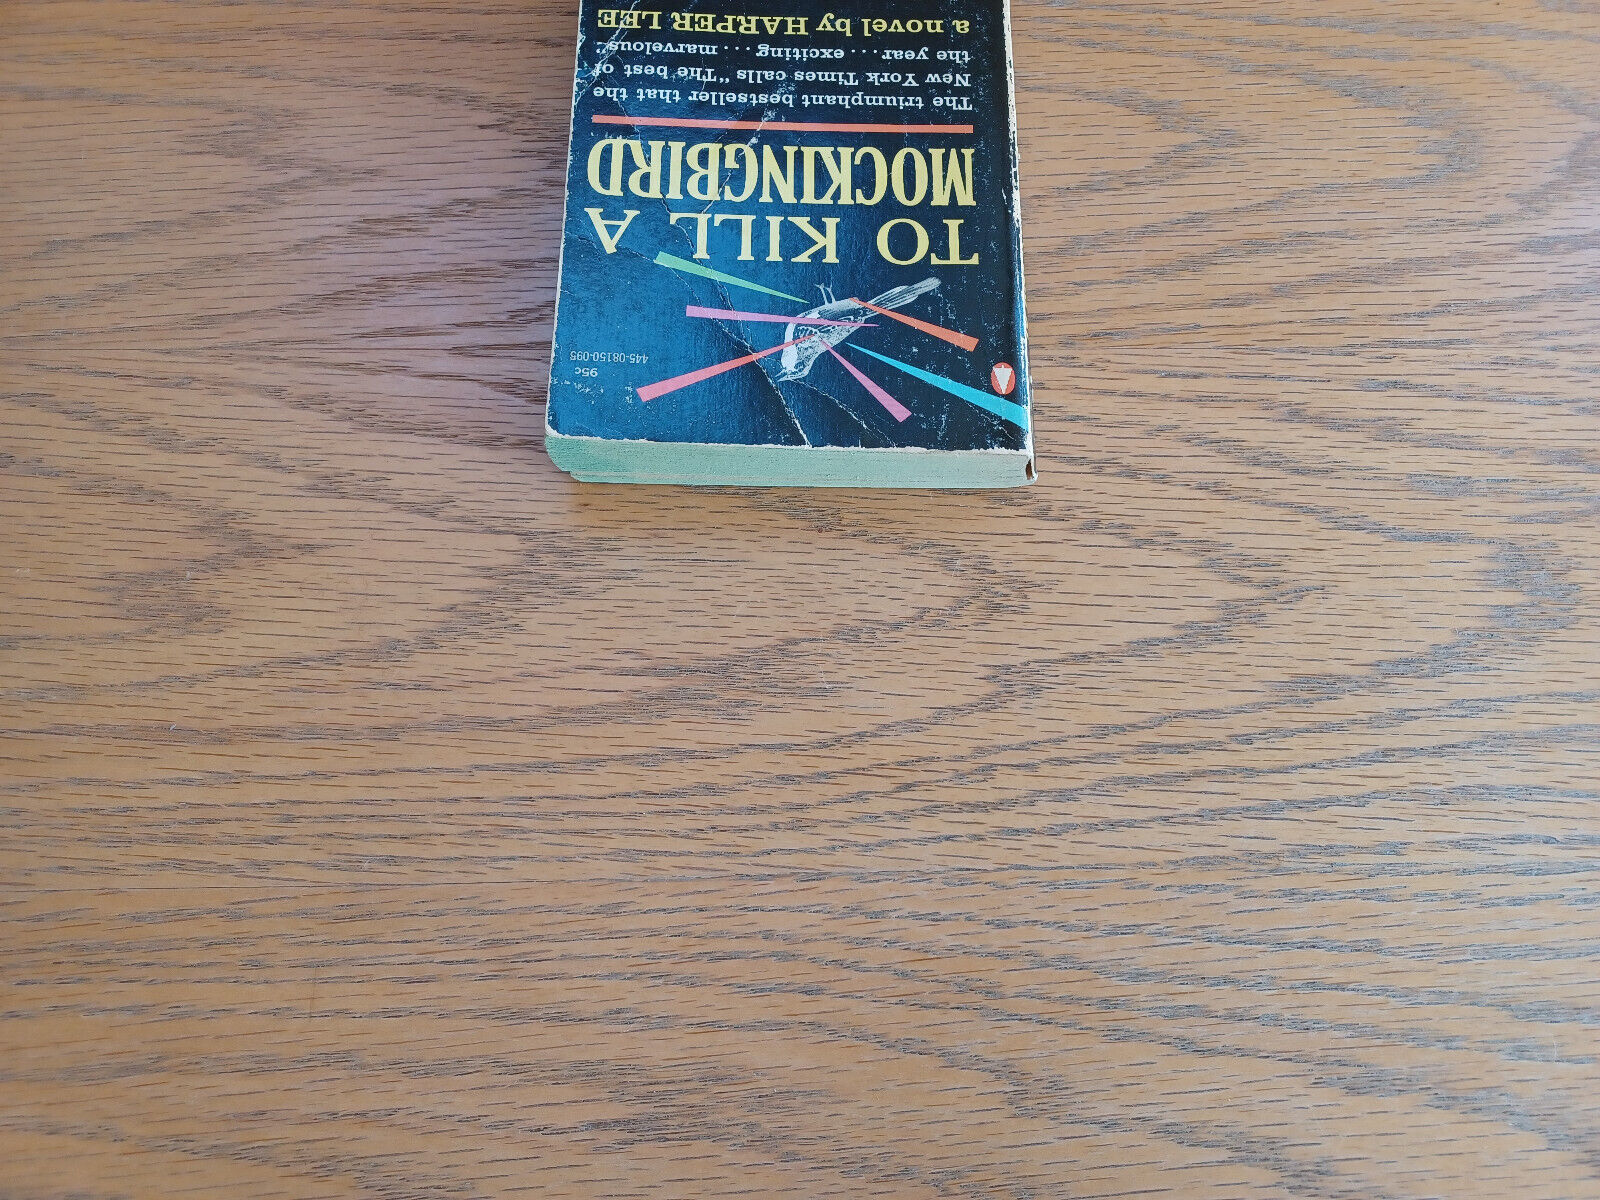 95c
445-08150-095
TO KILL A
MOCKINGBIRD
The triumphant bestseller that the
New York Times calls "The best of
the year... exciting... marvelous."
a novel by HARPER LEE